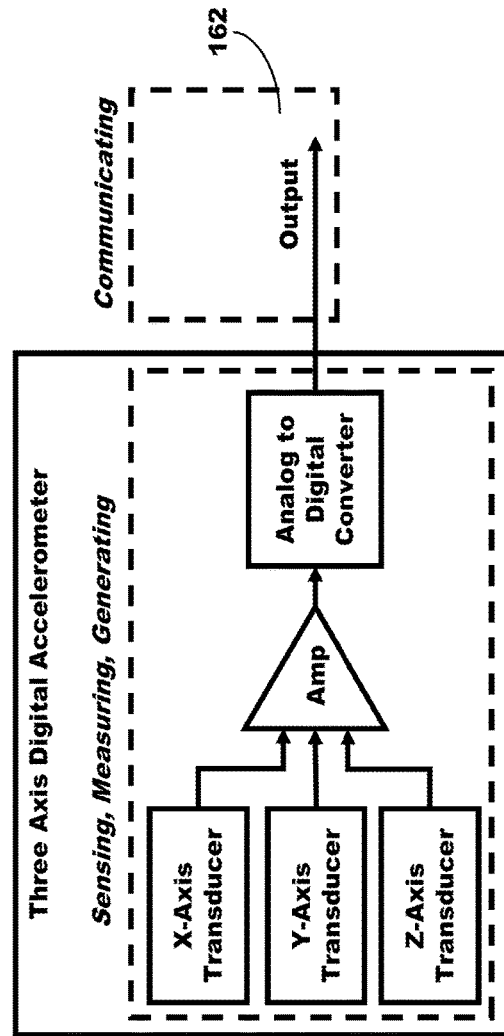 Three Axis Digital Accelerometer
Sensing, Measuring, Generating
X-Axis
Transducer
Y-Axis
Transducer
Z-Axis
Transducer
Amp
Analog to
Digital
Converter
Communicating
Output
162